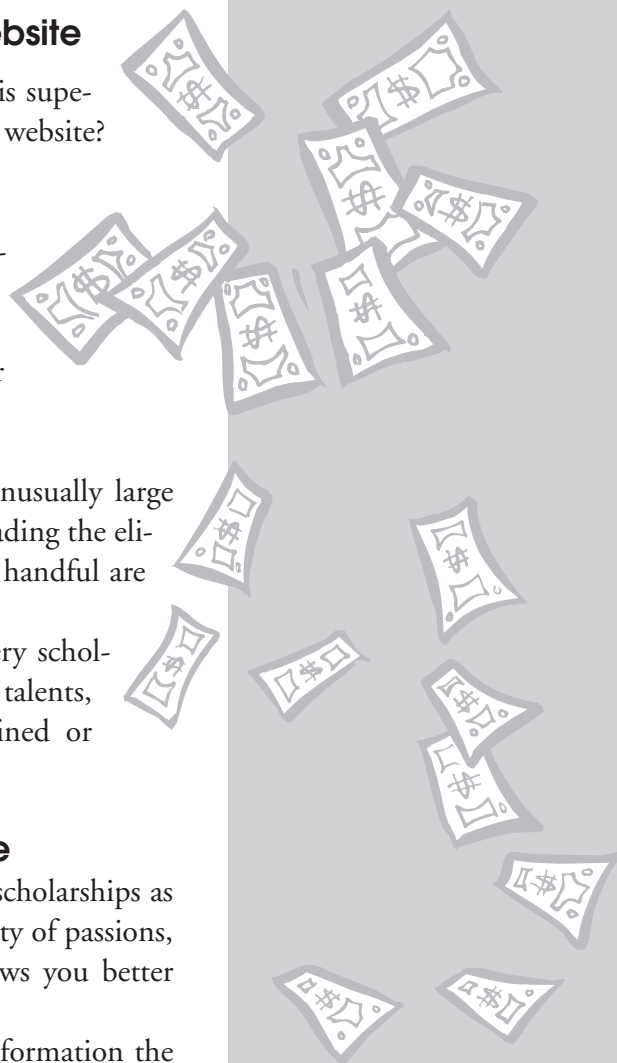 bsite
is supe-
website?
-
r
nusually large
ding the eli-
handful are
ry schol-
talents,
ined or
e
scholarships as
ty of passions,
ws you better
formation the